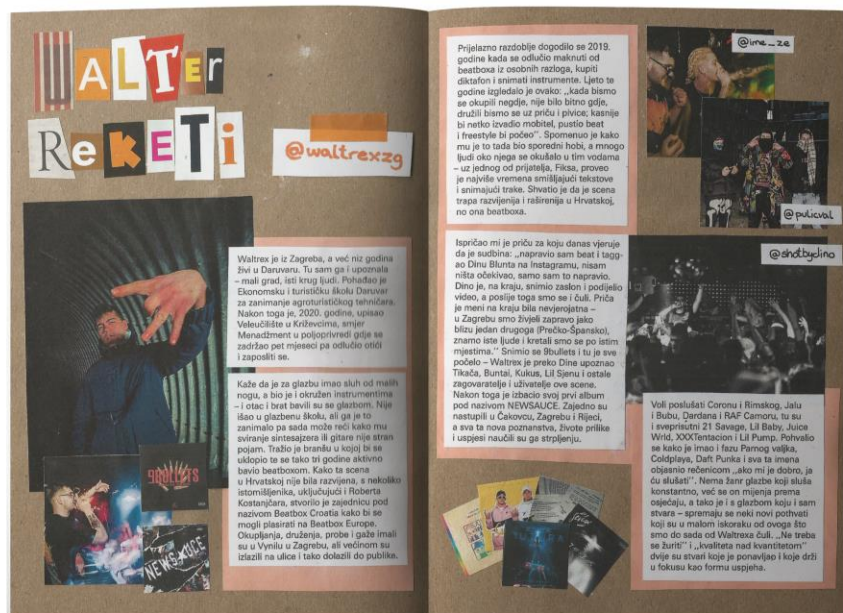 WALTEr
ReKETi
@waltrexzg
Waltrex je iz Zagreba, a već niz godina
živi u Daruvaru. Tu sam ga i upoznala
– mali grad, isti krug ljudi. Pohađao je
Ekonomsku i turističku školu Daruvar
za zanimanje agroturističkog tehničara.
Nakon toga je, 2020. godine, upisao
Veleučilište u Križevcima, smjer
Menadžment u poljoprivredi gdje se
zadržao pet mjeseci pa odlučio otići
i zaposliti se.
Kaže da je za glazbu imao sluh od malih
nogu, a bio je i okružen instrumentima
– i otac i brat bavili su se glazbom. Nije
išao u glazbenu školu, ali ga je to
zanimalo pa sada može reći kako mu
sviranje sintesajzera ili gitare nije stran
pojam. Tražio je branšu u kojoj bi se
uklopio te se tako tri godine aktivno
bavio beatboxom. Kako ta scena
u Hrvatskoj nije bila razvijena, s nekoliko
istomišljenika, uključujući i Roberta
Kostanjčara, stvorilo je zajednicu pod
nazivom Beatbox Croatia kako bi se
mogli plasirati na Beatbox Europe.
Okupljanja, druženja, probe i gaže imali
su u Vynilu u Zagrebu, ali većinom su
izlazili na ulice i tako dolazili do publike.
9BULLETS
NEWSAUCE
Prijelazno razdoblje dogodilo se 2019.
godine kada se odlučio maknuti od
beatboxa iz osobnih razloga, kupiti
diktafon i snimati instrumente. Ljeto te
godine izgledalo je ovako: „kada bismo
se okupili negdje, nije bilo bitno gdje,
družili bismo se uz priču i pivice; kasnije
bi netko izvadio mobitel, pustio beat
i freestyle bi počeo”. Spomenuo je kako
mu je to tada bio sporedni hobi, a mnogo
ljudi oko njega se okušalo u tim vodama
– uz jednog od prijatelja, Fiksa, proveo
je najviše vremena smišljajući tekstove
i snimajući trake. Shvatio je da je scena
trapa razvijenija i raširenija u Hrvatskoj,
no ona beatboxa.
Ispričao mi je priču za koju danas vjeruje
da je sudbina: „napravio sam beat i tagg-
ao Dinu Blunta na Instagramu, nisam
ništa očekivao, samo sam to napravio.
Dino je, na kraju, snimio zaslon i podijelio
video, a poslije toga smo se i čuli. Priča
je meni na kraju bila nevjerojatna –
u Zagrebu smo živjeli zapravo jako
blizu jedan drugoga (Prečko-Špansko),
znamo iste ljude i kretali smo se po istim
mjestima.” Snimio se 9bullets i tu je sve
počelo – Waltrex je preko Dine upoznao
Tikača, Buntai, Kukus, Lil Sjenu i ostale
zagovaratelje i uživatelje ove scene.
Nakon toga je izbacio svoj prvi album
pod nazivom NEWSAUCE. Zajedno su
nastupili u Čakovcu, Zagrebu i Rijeci,
a sva ta nova poznanstva, životne prilike
i uspjesi naučili su ga strpljenju.
@ime_ze
@pulicval
@shotbydino
Voli poslušati Coronu i Rimskog, Jalu
i Bubu, Dardana i RAF Camoru, tu su
i sveprisutni 21 Savage, Lil Baby, Juice
Wrld, XXXTentacion i Lil Pump. Pohvalio
se kako je imao i fazu Parnog valjka,
Coldplaya, Daft Punka i sva ta imena
objasnio rečenicom „ako mi je dobro, ja
ću slušati”. Nema žanr glazbe koji sluša
konstantno, već se on mijenja prema
osjećaju, a tako je i s glazbom koju i sam
stvara – spremaju se neki novi pothvati
koji su u malom iskoraku od ovoga što
smo do sada od Waltrexa čuli. „Ne treba
se žuriti” i „kvaliteta nad kvantitetom”
dvije su stvari koje je ponavljao i koje drži
u fokusu kao formu uspjeha.